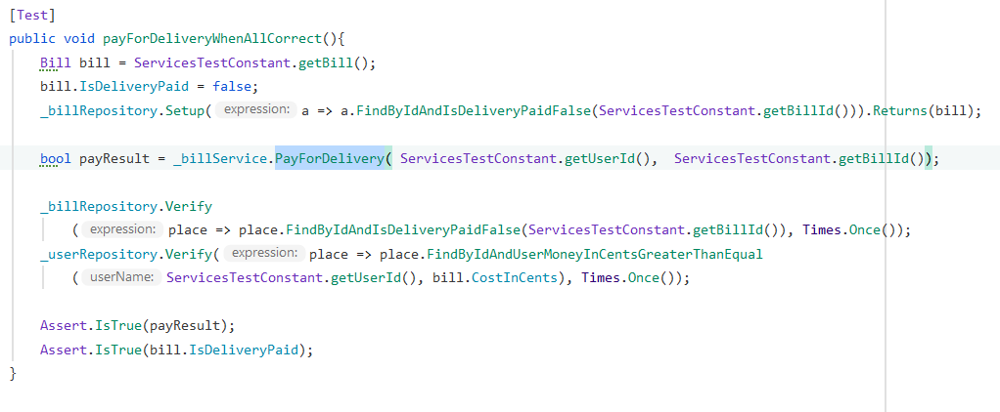 [Test]
public void payForDeliveryWhenAllCorrect(){
Bill bill = ServicesTestConstant.getBill();
bill.IsDeliveryPaid = false;
_billRepository.Setup( expression: a => a.FindByIdAndIsDeliveryPaidFalse(ServicesTestConstant.getBillId())).Returns(bill);
bool payResult = _billService.PayForDelivery( ServicesTestConstant.getUserId(),  ServicesTestConstant.getBillId());
_billRepository.Verify
( expression: place => place.FindByIdAndIsDeliveryPaidFalse(ServicesTestConstant.getBillId()), Times.Once());
_userRepository.Verify( expression: place => place.FindByIdAndUserMoneyInCentsGreaterThanEqual
( userName: ServicesTestConstant.getUserId(), bill.CostInCents), Times.Once());
Assert.IsTrue(payResult);
Assert.IsTrue(bill.IsDeliveryPaid);
}